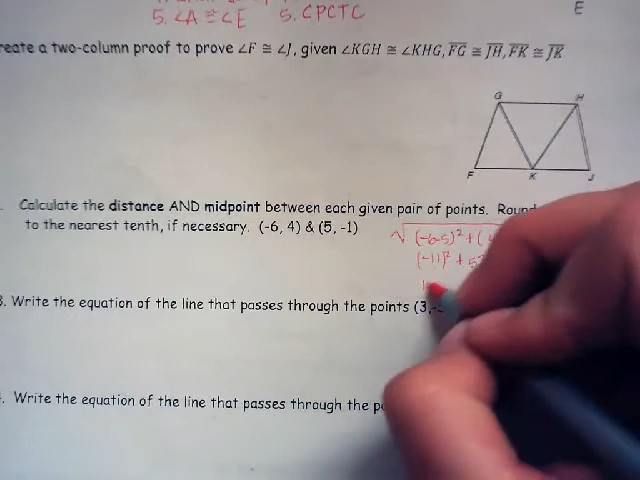 5. ∠A ≅ ∠E 5. CPCTC
E
reate a two-column proof to prove ∠F ≅ ∠J, given ∠KGH ≅ ∠KHG, FG ≅ JH, FK ≅ JK
G H
F K J
. Calculate the distance AND midpoint between each given pair of points. Round
to the nearest tenth, if necessary. (-6, 4) & (5, -1)
√(-6-5)² + (4
(-11)² + 5²
3. Write the equation of the line that passes through the points (3,
. Write the equation of the line that passes through the